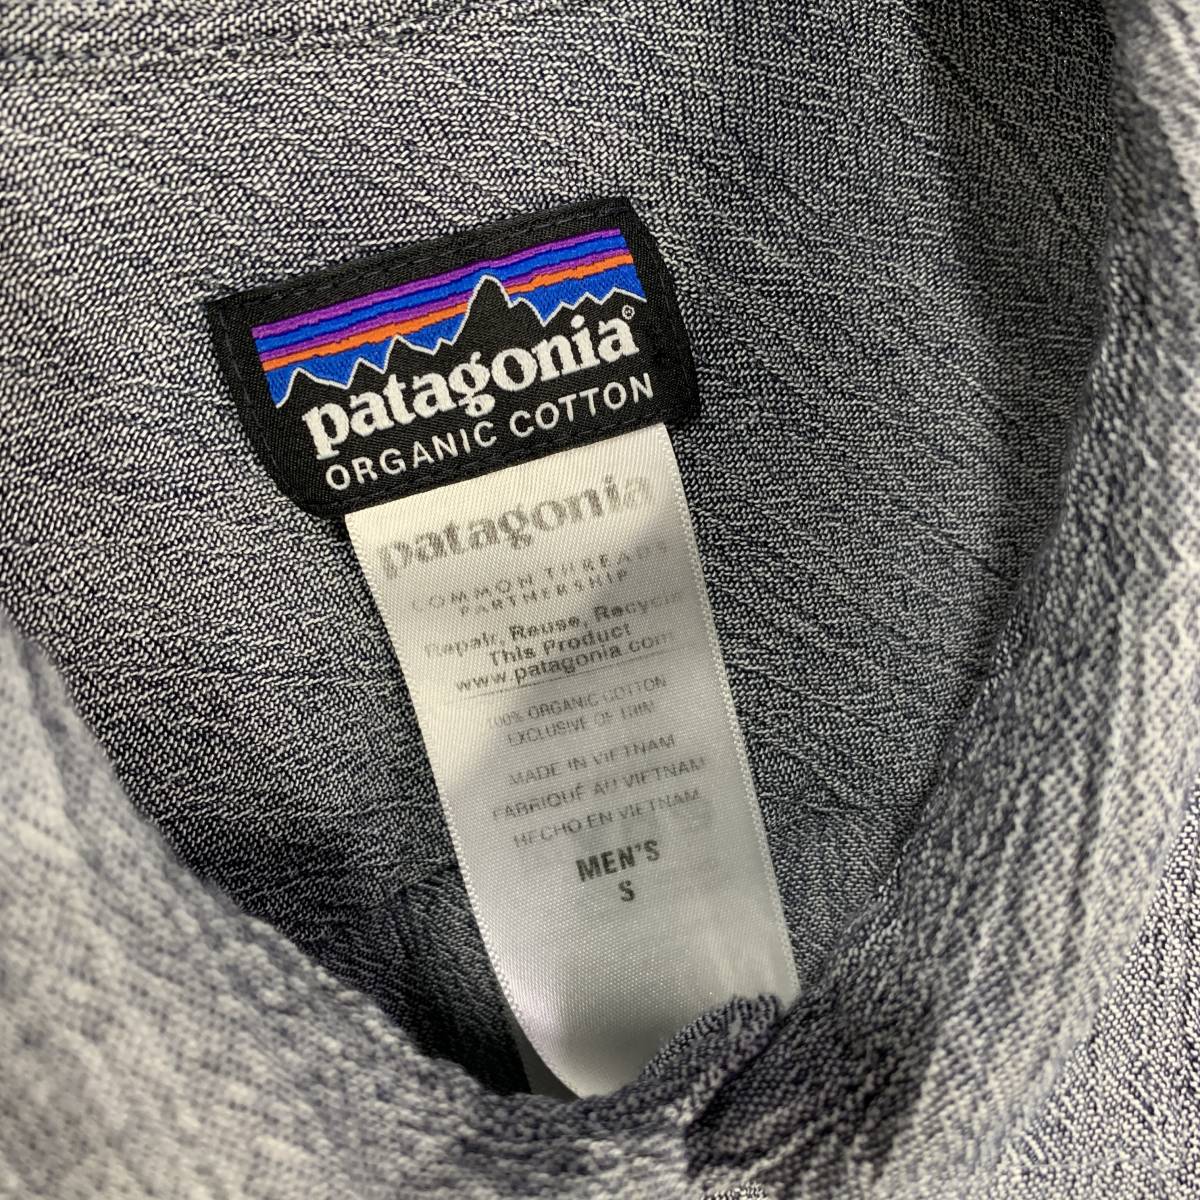 patagonia®
ORGANIC COTTON
patagonia
COMMON THREADS
PARTNERSHIP
Repair, Reuse, Recycle
This Product
www.patagonia.com
100% ORGANIC COTTON
EXCLUSIVE OF TRIM
MADE IN VIETNAM
FABRIQUÉ AU VIETNAM
HECHO EN VIETNAM
MEN'S
S